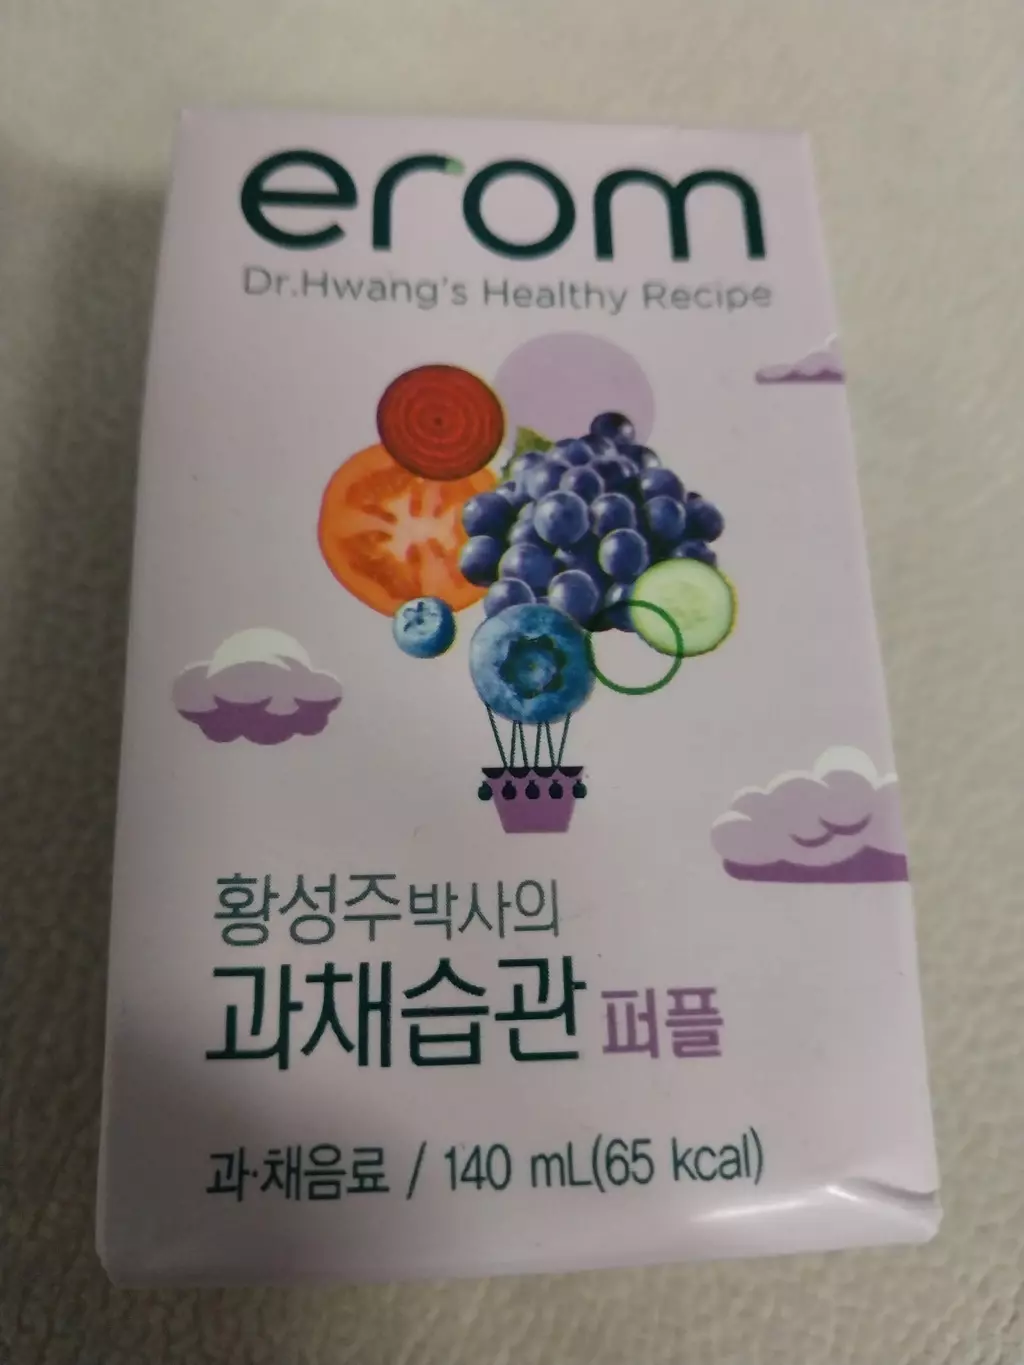 erom
Dr.Hwang's Healthy Recipe
황성주박사의
과채습관 퍼플
과·채음료 / 140 mL(65 kcal)